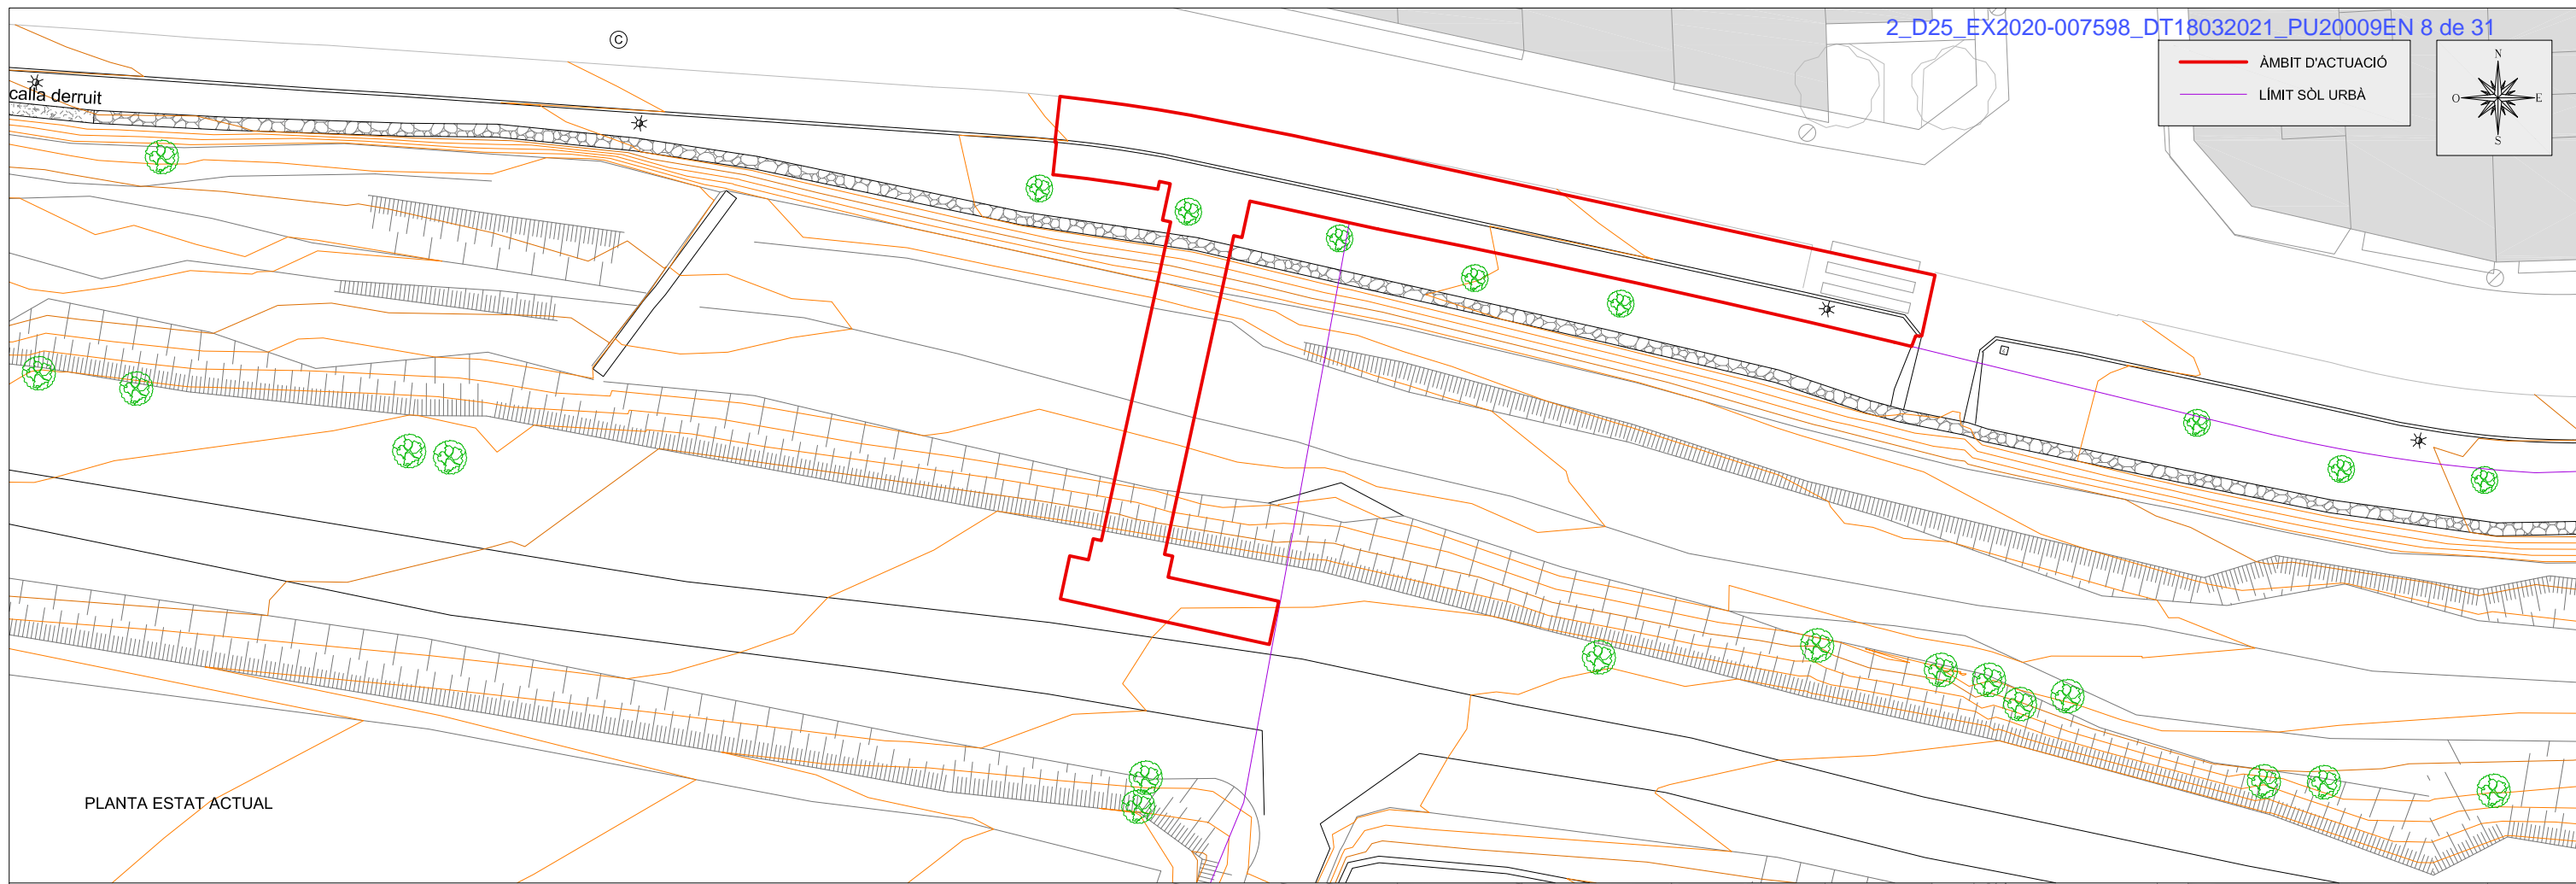 2_D25_EX2020-007598_DT18032021_PU20009EN 8 de 31
ÀMBIT D'ACTUACIÓ
LÍMIT SÒL URBÀ
N
O E
S
C
calla derruit
PLANTA ESTAT ACTUAL